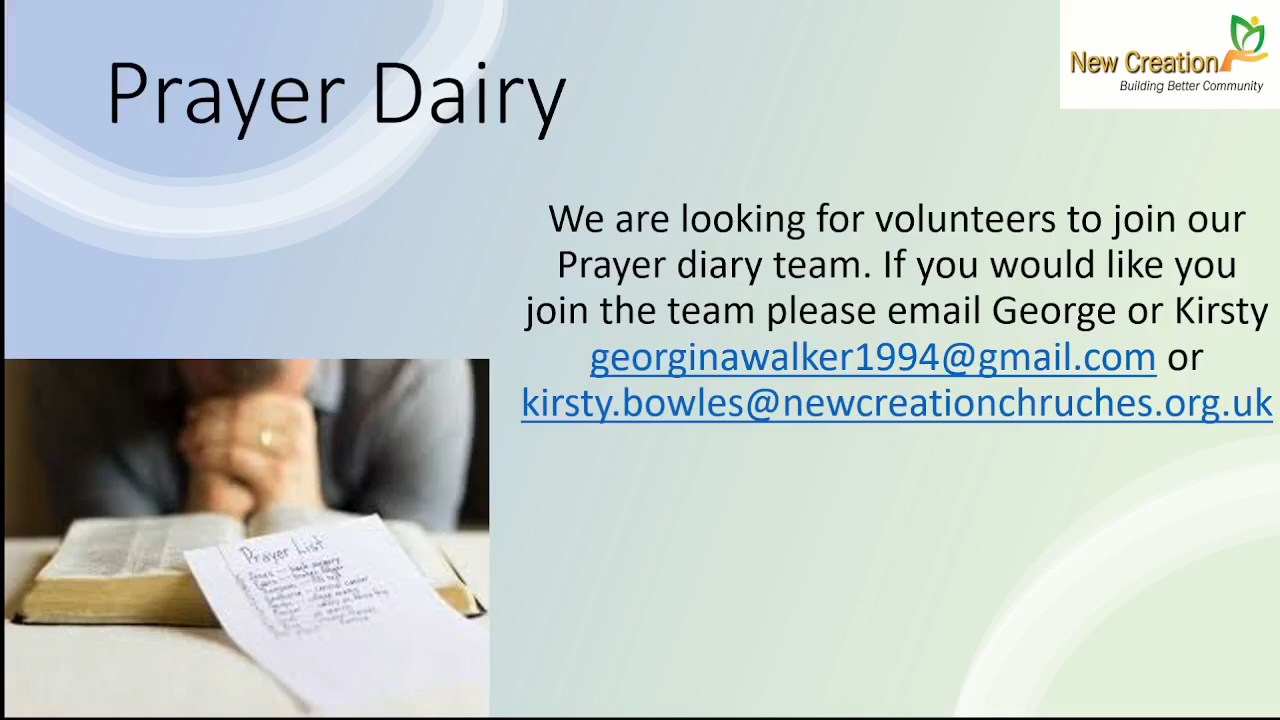 Prayer Dairy
New Creation
Building Better Community
We are looking for volunteers to join our
Prayer diary team. If you would like you
join the team please email George or Kirsty
georginawalker1994@gmail.com or
kirsty.bowles@newcreationchruches.org.uk
Prayer List